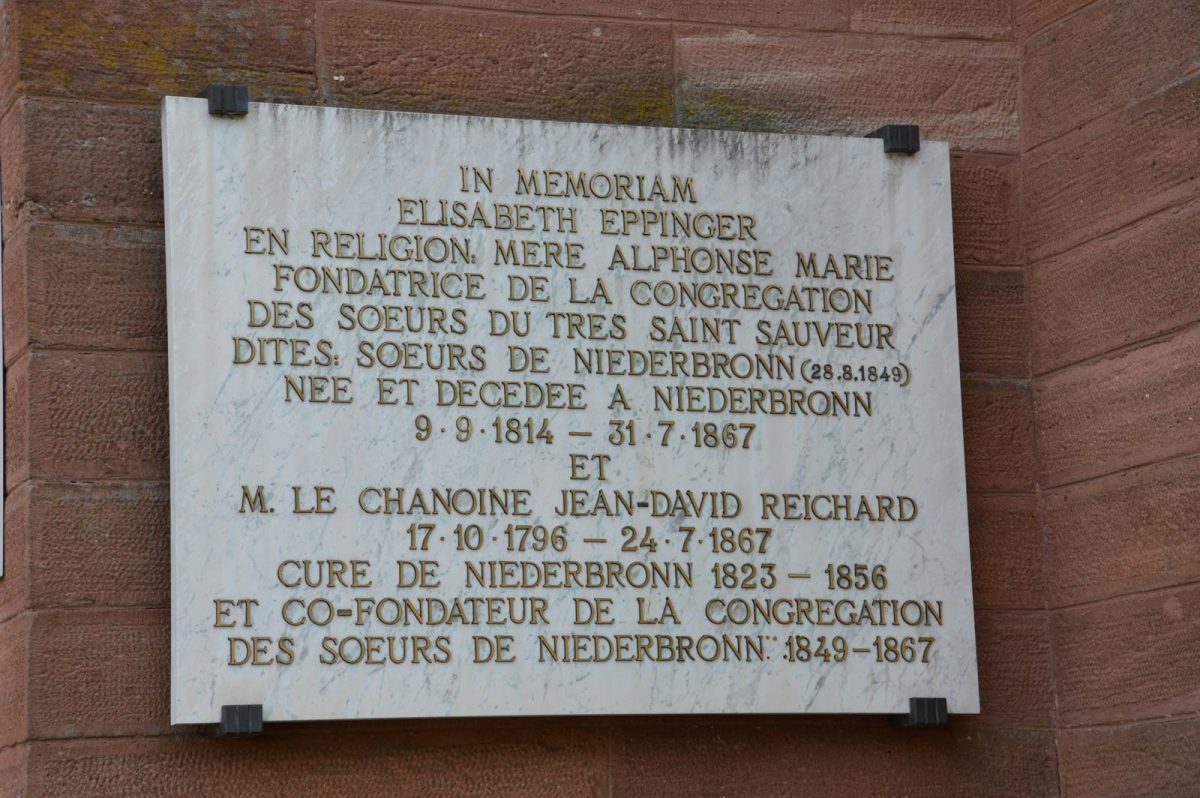 IN MEMORIAM
ELISABETH EPPINGER
EN RELIGION: MERE ALPHONSE MARIE
FONDATRICE DE LA CONGREGATION
DES SOEURS DU TRES SAINT SAUVEUR
DITES: SOEURS DE NIEDERBRONN (28.8.1849)
NEE ET DECEDEE A NIEDERBRONN
9·9·1814 – 31·7·1867
ET
M. LE CHANOINE JEAN-DAVID REICHARD
17·10·1796 – 24·7·1867
CURE DE NIEDERBRONN 1823 – 1856
ET CO-FONDATEUR DE LA CONGREGATION
DES SOEURS DE NIEDERBRONN: 1849-1867